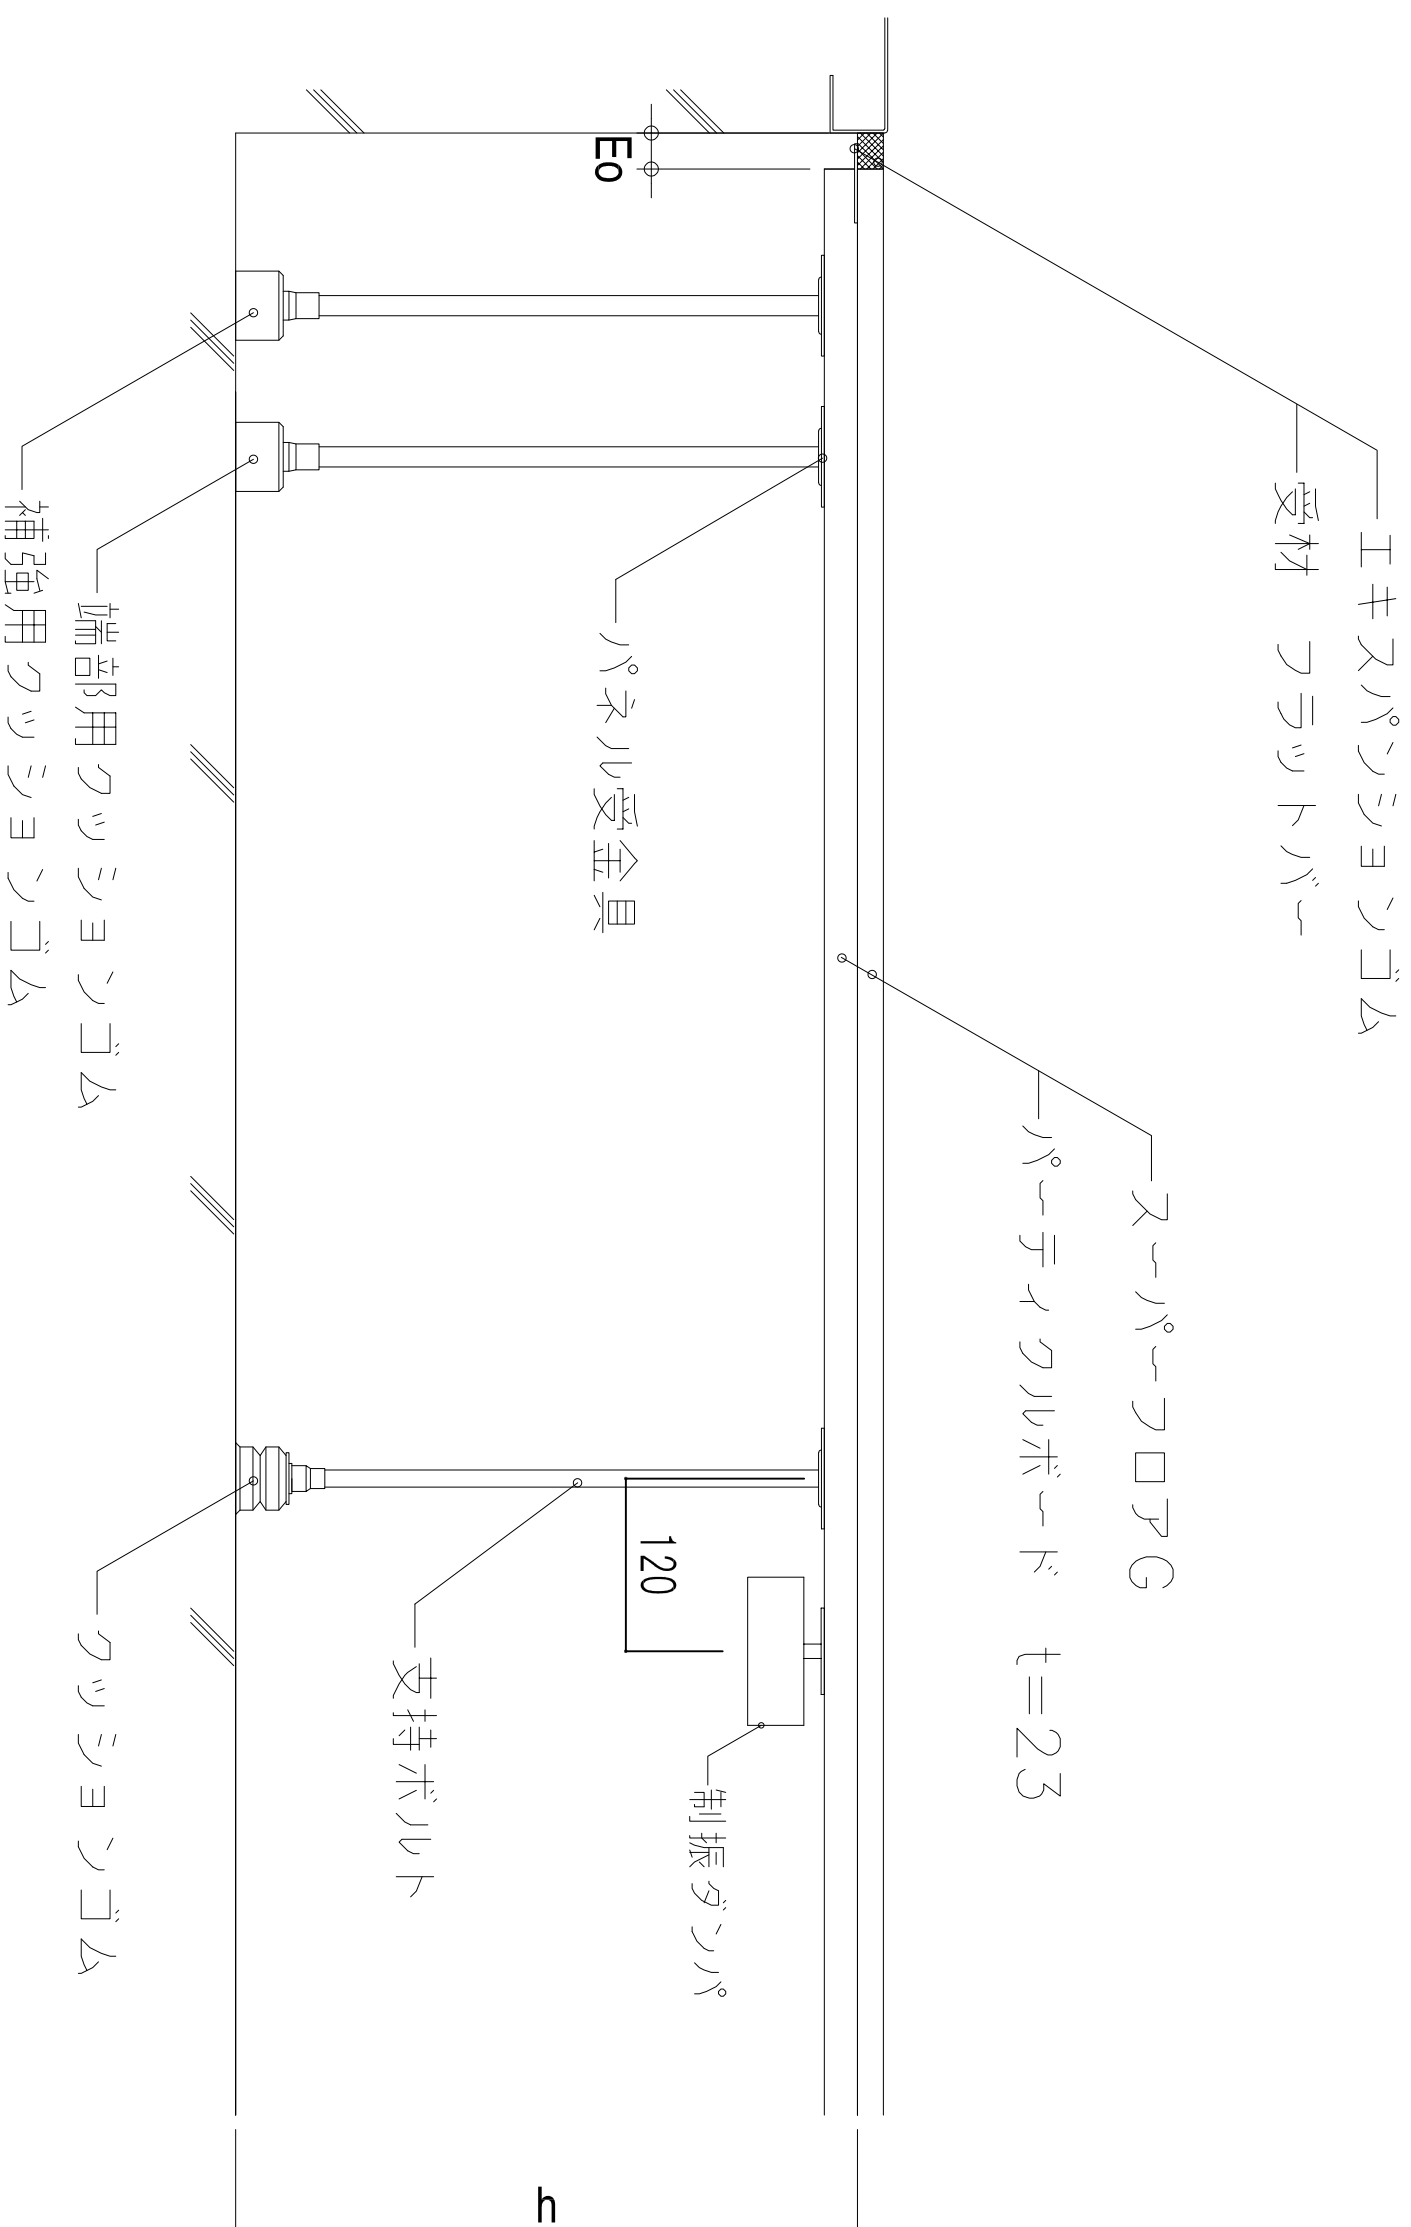 エキスパンションゴム
受材　フラットバー
スーパーフロアG
パーティクルボード　t=23
制振ダンパ
120
Eo
パネル受金具
支持ボルト
h
端部用クッションゴム
クッションゴム
補強用クッションゴム